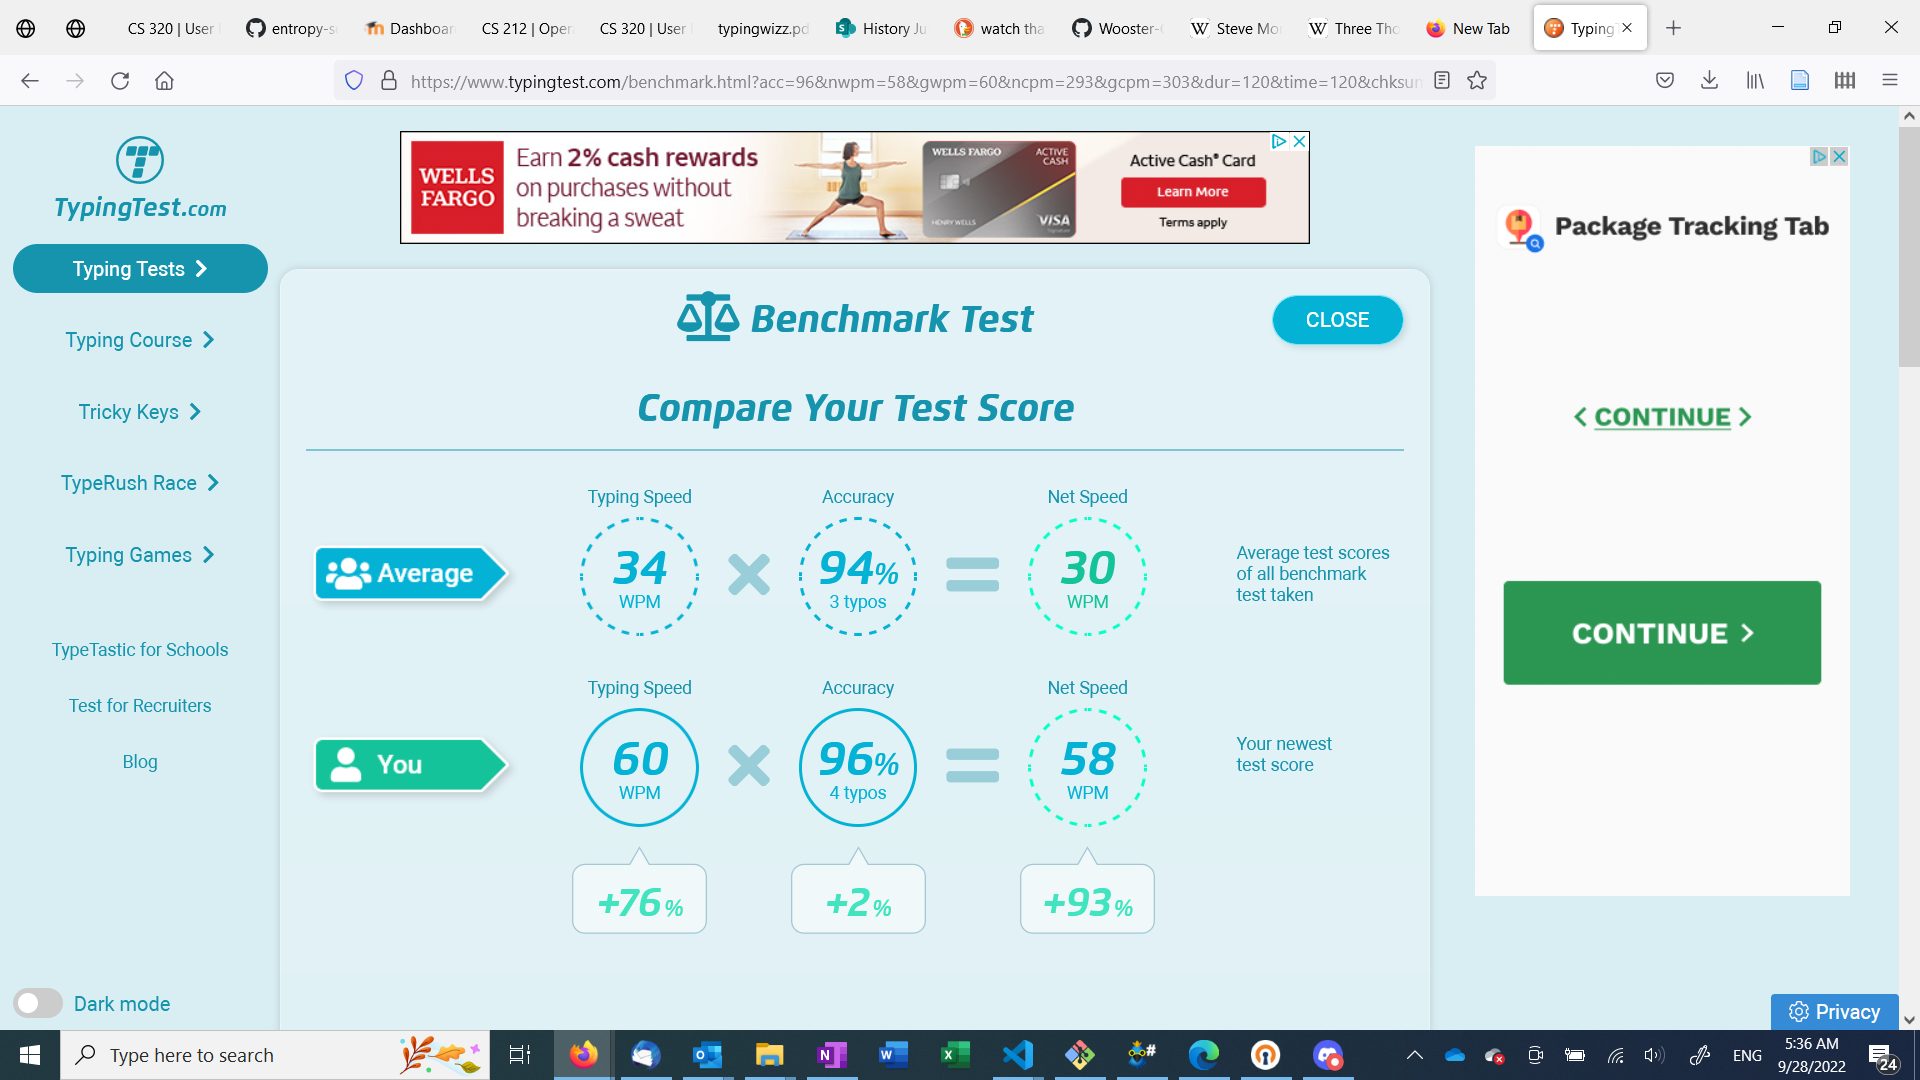 CS 320 | User
entropy-s
Dashboar
CS 212 | Oper
CS 320 | User
typingwizz.pd
History Ju
watch tha
Wooster-
Steve Mo
Three Tho
New Tab
TypingT
https://www.typingtest.com/benchmark.html?acc=96&nwpm=58&gwpm=60&ncpm=293&gcpm=303&dur=120&time=120&chksum
TypingTest.com
WELLS
FARGO
Earn 2% cash rewards
on purchases without
breaking a sweat
WELLS FARGO
ACTIVE
CASH
HENRY WELLS
VISA
Signature
Active Cash® Card
Learn More
Terms apply
Package Tracking Tab
< CONTINUE >
CONTINUE >
Typing Tests
Typing Course
Tricky Keys
TypeRush Race
Typing Games
TypeTastic for Schools
Test for Recruiters
Blog
Dark mode
Benchmark Test
CLOSE
Compare Your Test Score
Typing Speed
Accuracy
Net Speed
Average
34
WPM
94%
3 typos
30
WPM
Average test scores
of all benchmark
test taken
Typing Speed
Accuracy
Net Speed
You
60
WPM
96%
4 typos
58
WPM
Your newest
test score
+76%
+2%
+93%
Privacy
Type here to search
ENG
5:36 AM
9/28/2022
24